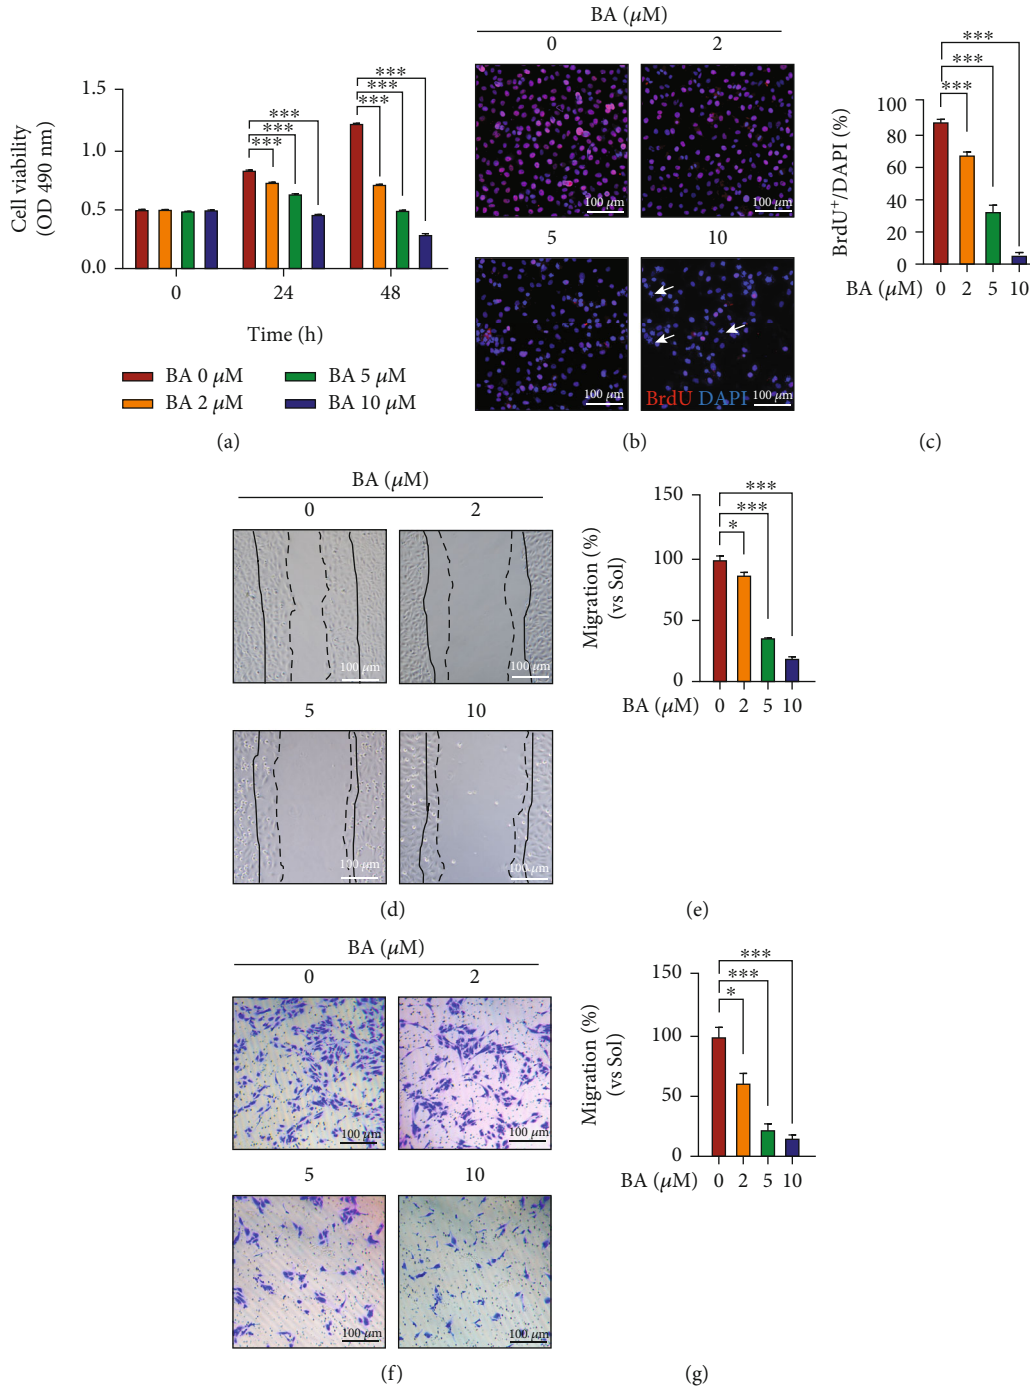 Cell viability
(OD 490 nm)
1.5
1.0
0.5
0.0
***
***
***
***
***
***
0
24
48
Time (h)
BA 0 μM
BA 5 μM
BA 2 μM
BA 10 μM
(a)
BA (μM)
0
2
100 μm
100 μm
5
10
100 μm
BrdU DAPI
100 μm
(b)
BrdU⁺/DAPI (%)
***
***
***
100
80
60
40
20
0
BA (μM)
0
2
5
10
(c)
BA (μM)
0
2
100 μm
100 μm
5
10
100 μm
100 μm
(d)
Migration (%)
(vs Sol)
150
100
50
0
***
***
*
BA (μM)
0
2
5
10
(e)
BA (μM)
0
2
100 μm
100 μm
5
10
100 μm
100 μm
(f)
Migration (%)
(vs Sol)
150
100
50
0
***
***
*
BA (μM)
0
2
5
10
(g)